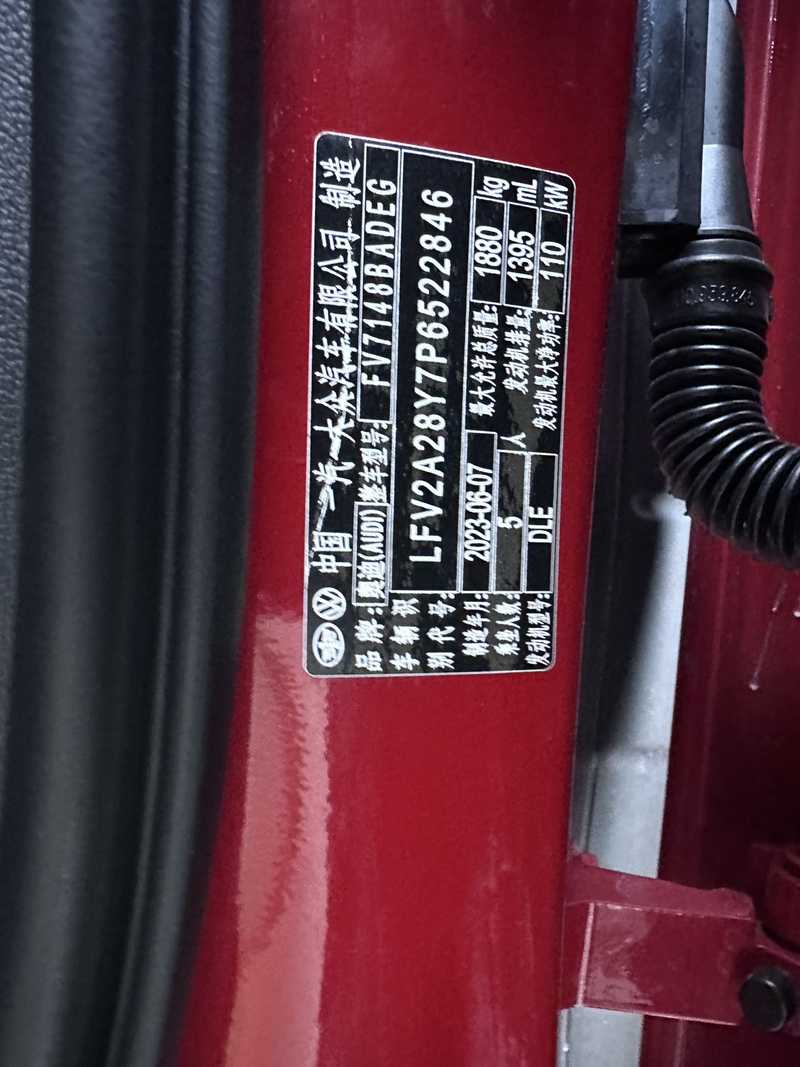 中国 一汽-大众汽车有限公司 制造
品牌: 奥迪(AUDI) 整车型号: FV7148BADEG
车辆识别代号: LFV2A28Y7P6522846
制造年月: 2023-06-07 最大允许总质量: 1880 kg
乘坐人数: 5 人 发动机排量: 1395 mL
发动机型号: DLE 发动机最大净功率: 110 kW